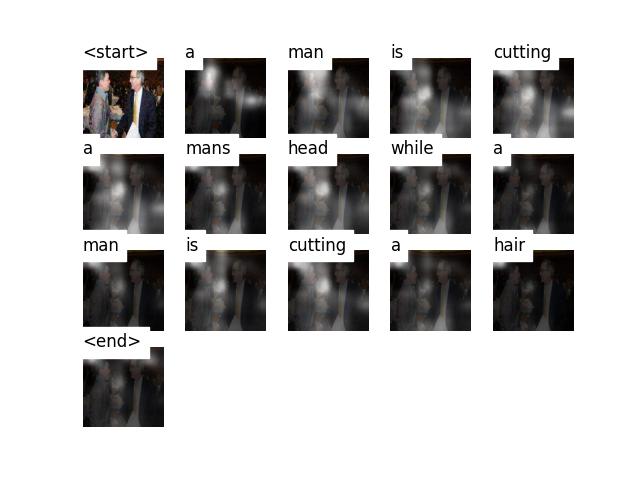 <start> a man is cutting
a mans head while a
man is cutting a hair
<end>